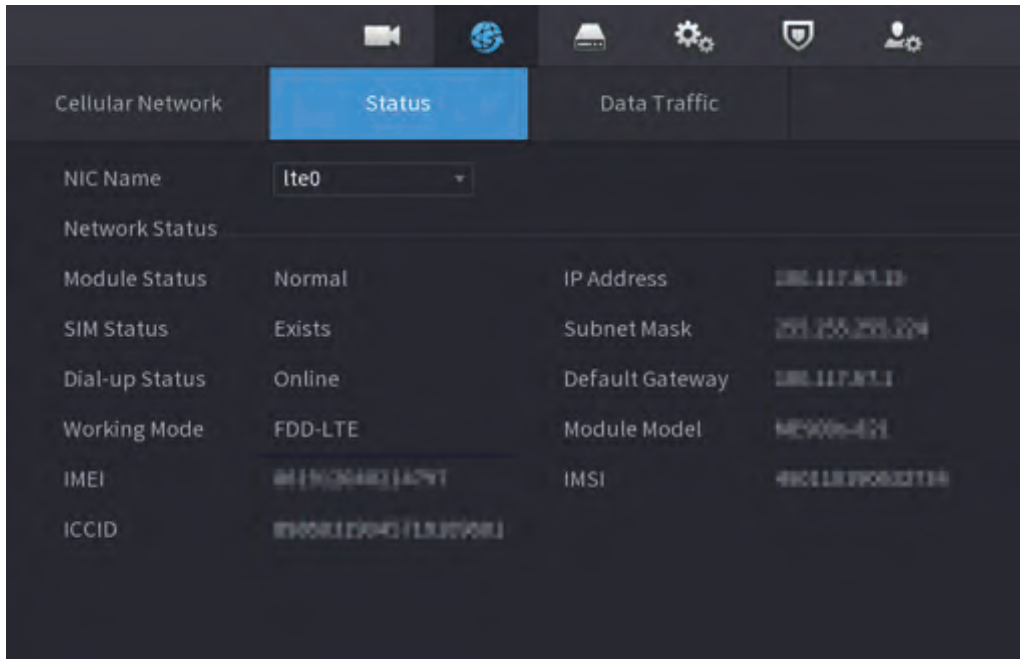 Cellular Network Status Data Traffic
NIC Name lte0
Network Status
Module Status Normal IP Address
SIM Status Exists Subnet Mask
Dial-up Status Online Default Gateway
Working Mode FDD-LTE Module Model
IMEI IMSI
ICCID